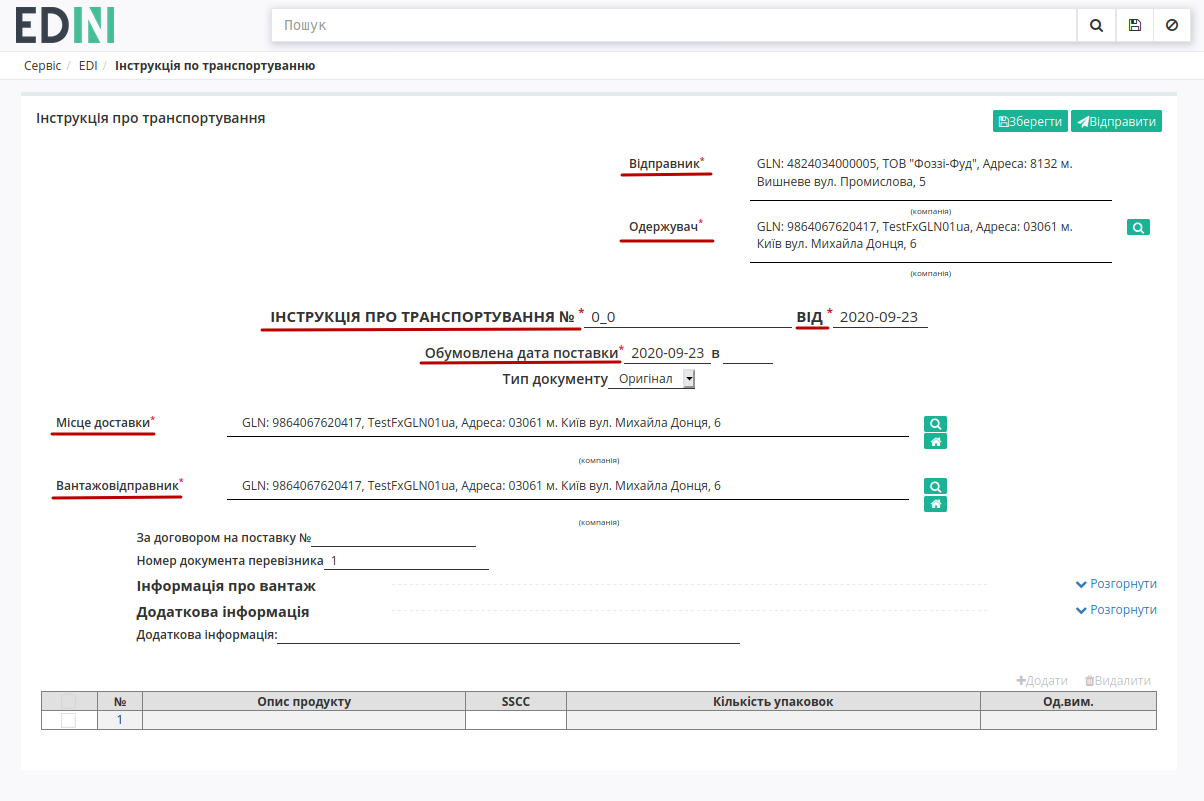 EDIN
Пошук
Сервіс / EDI / Інструкція по транспортуванню
Інструкція про транспортування
Зберегти Відправити
Відправник*
GLN: 4824034000005, ТОВ "Фоззі-Фуд", Адреса: 8132 м.
Вишневе вул. Промислова, 5
(компанія)
Одержувач*
GLN: 9864067620417, TestFxGLN01ua, Адреса: 03061 м.
Київ вул. Михайла Донця, 6
(компанія)
ІНСТРУКЦІЯ ПРО ТРАНСПОРТУВАННЯ № * 0_0 ВІД * 2020-09-23
Обумовлена дата поставки* 2020-09-23 в
Тип документу Оригінал
Місце доставки* GLN: 9864067620417, TestFxGLN01ua, Адреса: 03061 м. Київ вул. Михайла Донця, 6
(компанія)
Вантажовідправник* GLN: 9864067620417, TestFxGLN01ua, Адреса: 03061 м. Київ вул. Михайла Донця, 6
(компанія)
За договором на поставку №
Номер документа перевізника 1
Інформація про вантаж Розгорнути
Додаткова інформація Розгорнути
Додаткова інформація:
Додати Видалити
№ Опис продукту SSCC Кількість упаковок Од.вим.
1